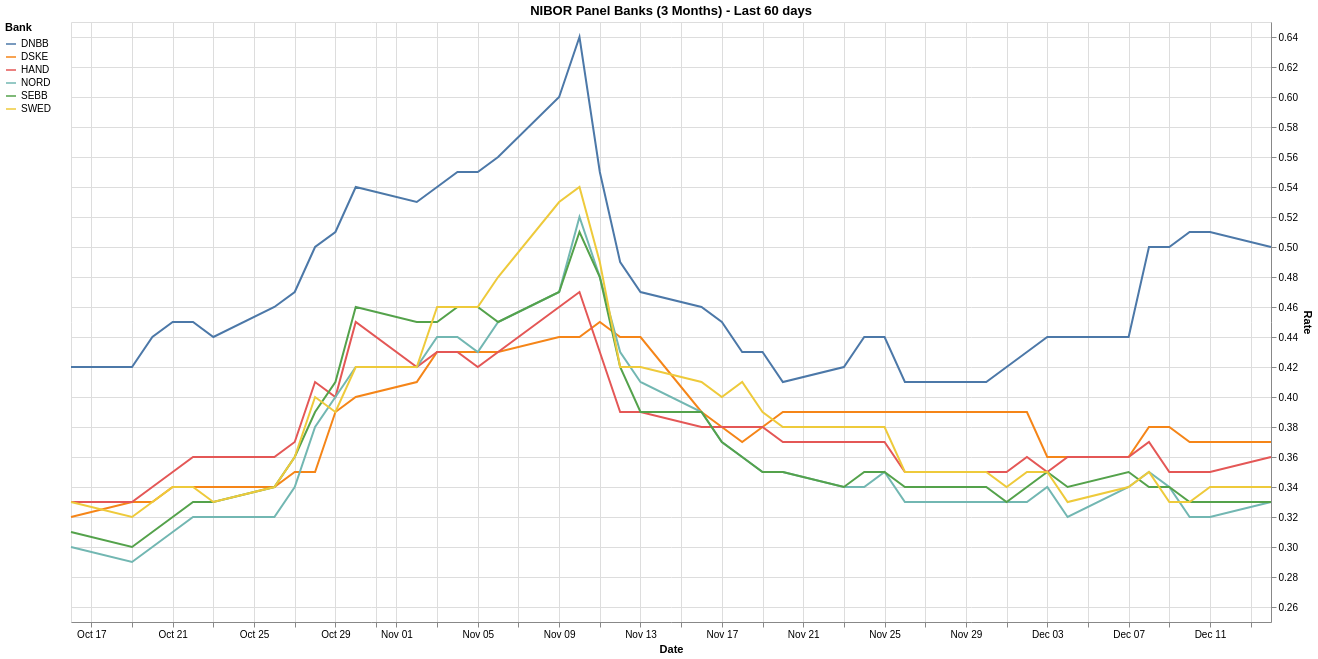 NIBOR Panel Banks (3 Months) - Last 60 days
Bank
DNBB
DSKE
HAND
NORD
SEBB
SWED
0.64
0.62
0.60
0.58
0.56
0.54
0.52
0.50
0.48
0.46
0.44
0.42
0.40
0.38
0.36
0.34
0.32
0.30
0.28
0.26
Rate
Oct 17 Oct 21 Oct 25 Oct 29 Nov 01 Nov 05 Nov 09 Nov 13 Nov 17 Nov 21 Nov 25 Nov 29 Dec 03 Dec 07 Dec 11
Date